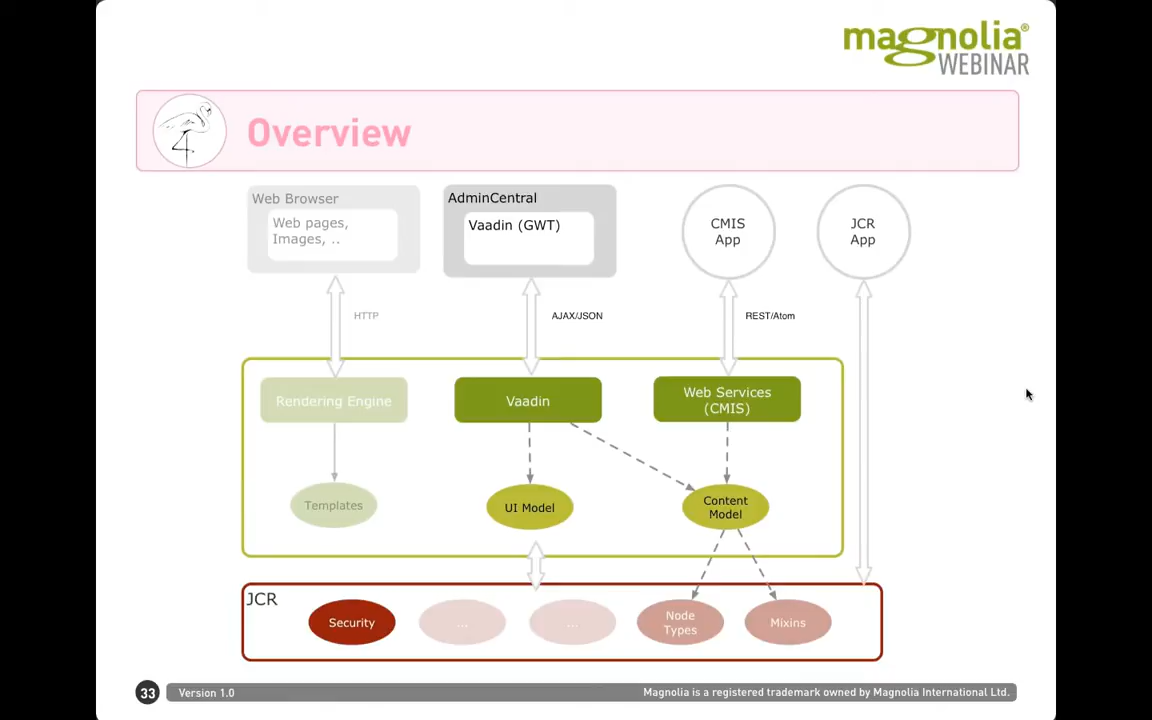 magnolia®
WEBINAR
Overview
Web Browser
Web pages,
Images, ..
AdminCentral
Vaadin (GWT)
CMIS
App
JCR
App
HTTP
AJAX/JSON
REST/Atom
Rendering Engine
Vaadin
Web Services
(CMIS)
Templates
UI Model
Content
Model
JCR
Security
...
...
Node
Types
Mixins
33
Version 1.0
Magnolia is a registered trademark owned by Magnolia International Ltd.